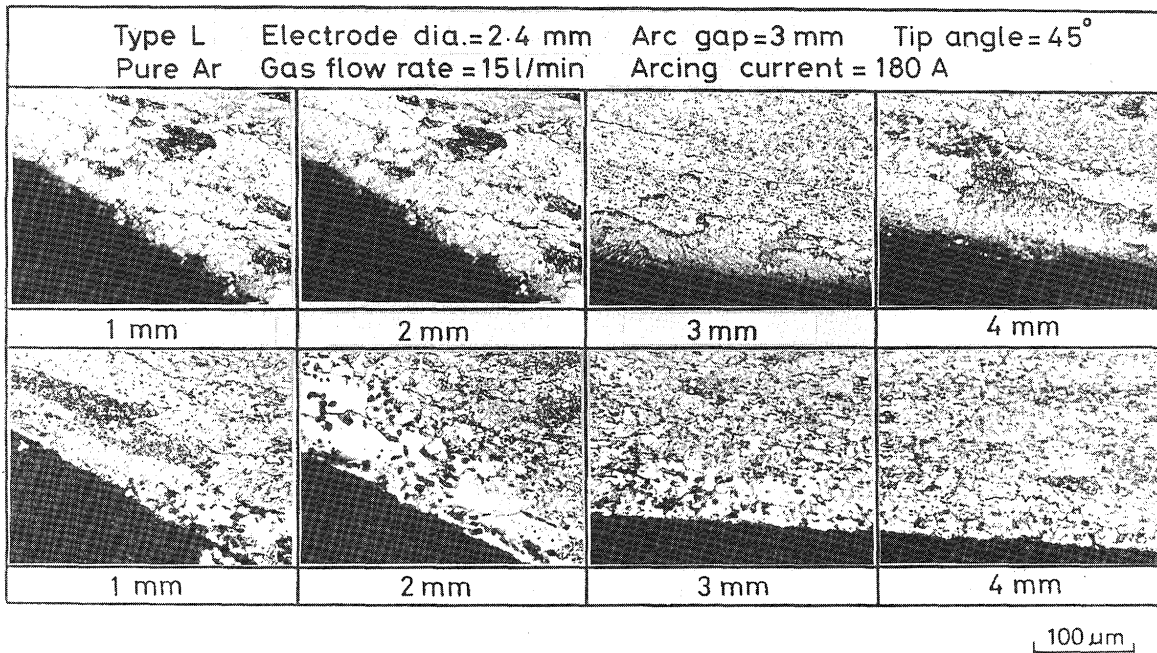 Type L Electrode dia.=2.4 mm Arc gap=3 mm Tip angle=45°
Pure Ar Gas flow rate =15 l/min Arcing current = 180 A
1 mm 2 mm 3 mm 4 mm
1 mm 2 mm 3 mm 4 mm
100 μm